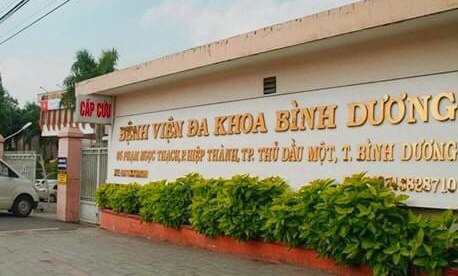 CẤP CỨU
BỆNH VIỆN ĐA KHOA BÌNH DƯƠNG
05 PHẠM NGỌC THẠCH, P. HIỆP THÀNH, TP. THỦ DẦU MỘT, T. BÌNH DƯƠNG